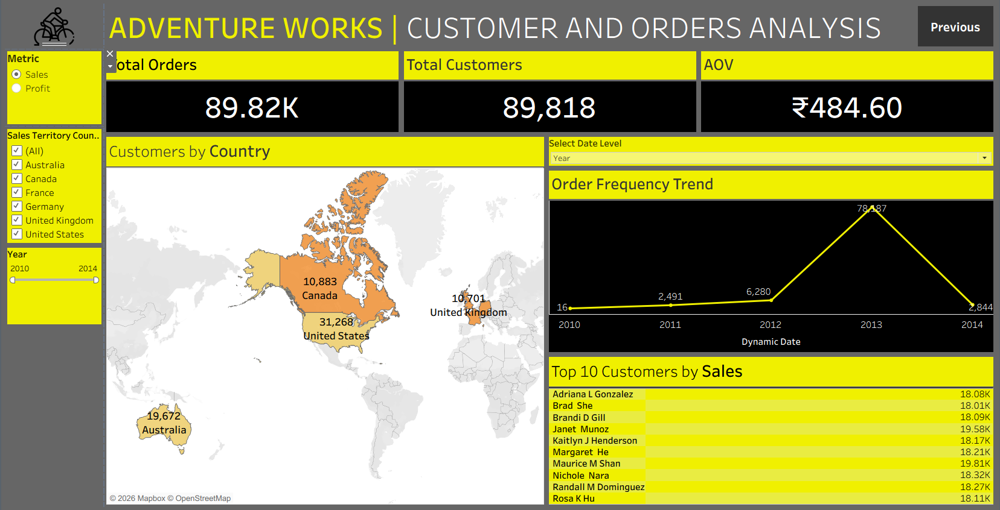 ADVENTURE WORKS | CUSTOMER AND ORDERS ANALYSIS
Previous
Metric
Sales
Profit
Sales Territory Coun..
(All)
Australia
Canada
France
Germany
United Kingdom
United States
Year
2010 2014
otal Orders
89.82K
Total Customers
89,818
AOV
₹484.60
Customers by Country
10,883
Canada
31,268
United States
10,701
United Kingdom
19,672
Australia
© 2026 Mapbox © OpenStreetMap
Select Date Level
Year
Order Frequency Trend
16
2,491
6,280
78,187
2,844
2010 2011 2012 2013 2014
Dynamic Date
Top 10 Customers by Sales
Adriana L Gonzalez 18.08K
Brad She 18.01K
Brandi D Gill 18.09K
Janet Munoz 19.58K
Kaitlyn J Henderson 18.17K
Margaret He 18.21K
Maurice M Shan 19.81K
Nichole Nara 18.32K
Randall M Dominguez 18.27K
Rosa K Hu 18.11K